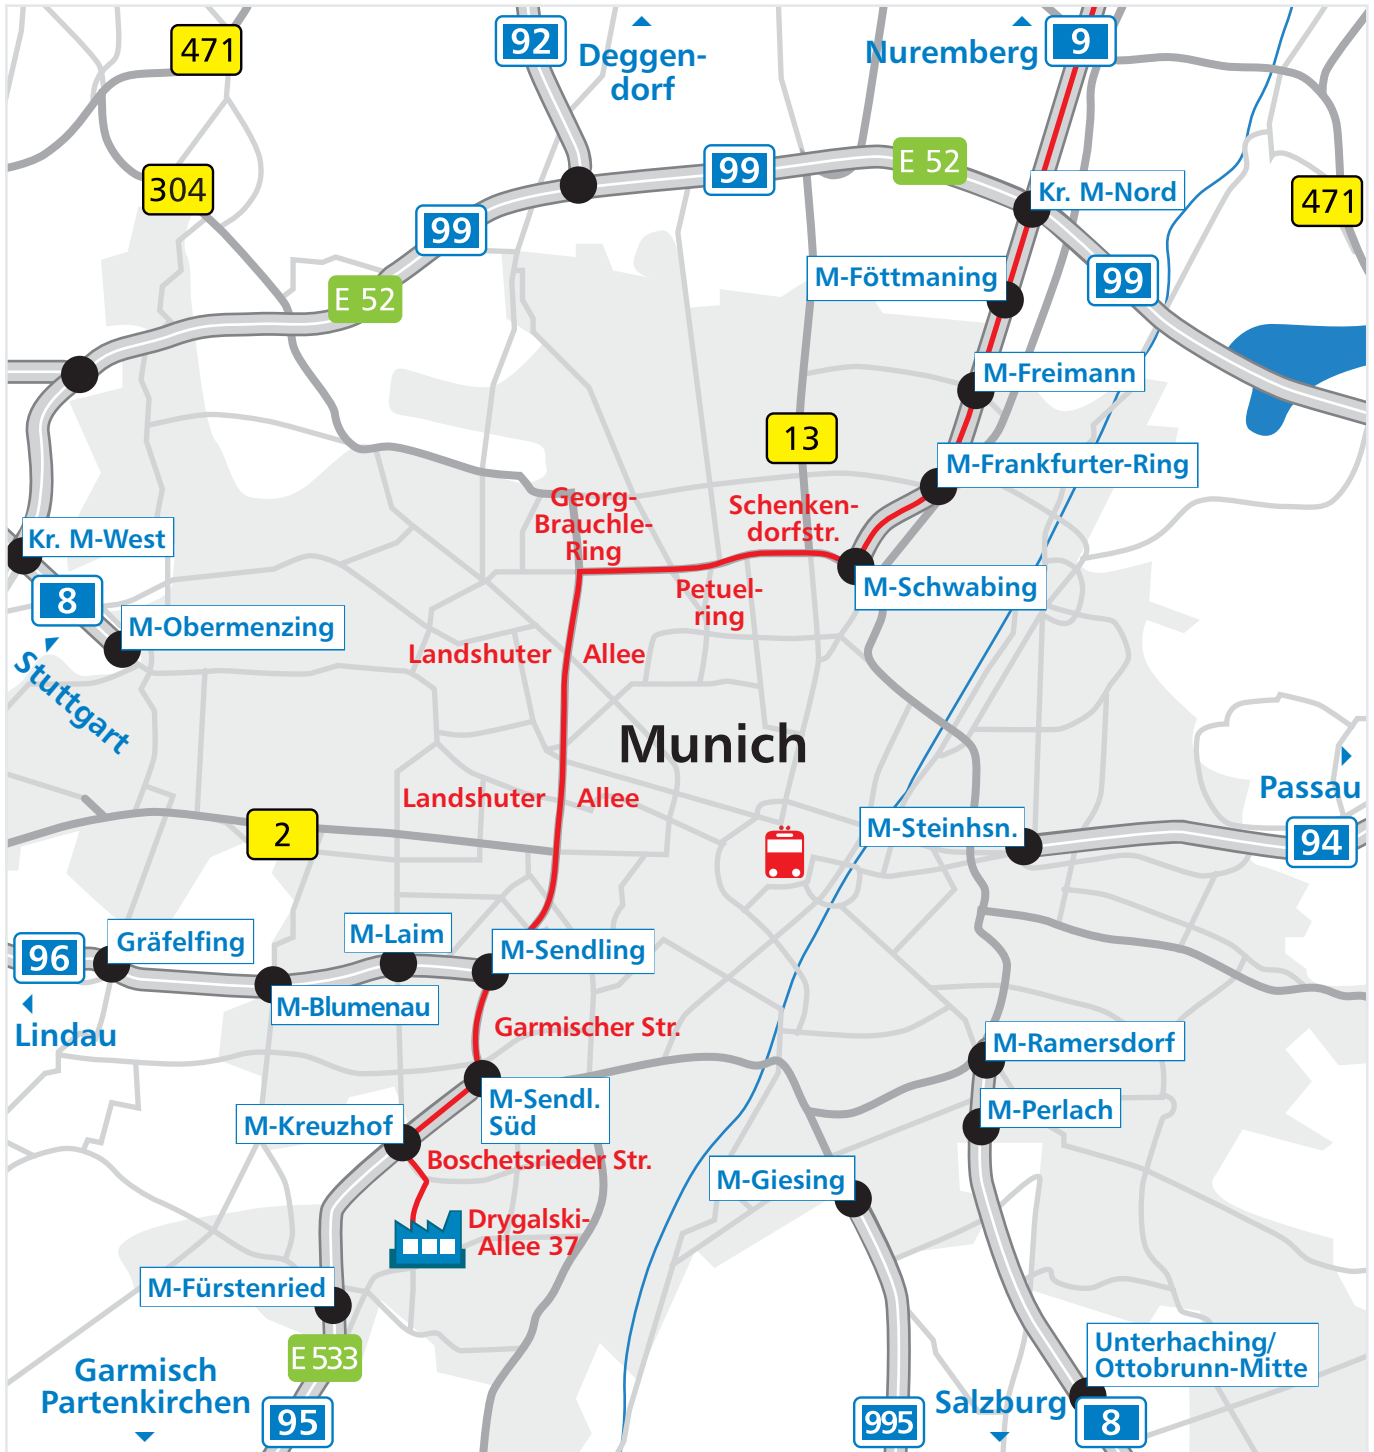 471
92
Deggen-
dorf
Nuremberg
9
304
99
E 52
99
Kr. M-Nord
471
E 52
M-Föttmaning
99
M-Freimann
13
M-Frankfurter-Ring
Georg-
Brauchle-
Ring
Schenken-
dorfstr.
Kr. M-West
8
M-Obermenzing
Stuttgart
Petuel-
ring
M-Schwabing
Landshuter Allee
Munich
Landshuter Allee
Passau
2
M-Steinhsn.
94
96
Gräfelfing
M-Laim
M-Sendling
M-Blumenau
Lindau
Garmischer Str.
M-Ramersdorf
M-Sendl.
Süd
M-Kreuzhof
M-Perlach
Boschetsrieder Str.
M-Giesing
Drygalski-
Allee 37
M-Fürstenried
E 533
Garmisch
Partenkirchen
95
Unterhaching/
Ottobrunn-Mitte
995
Salzburg
8